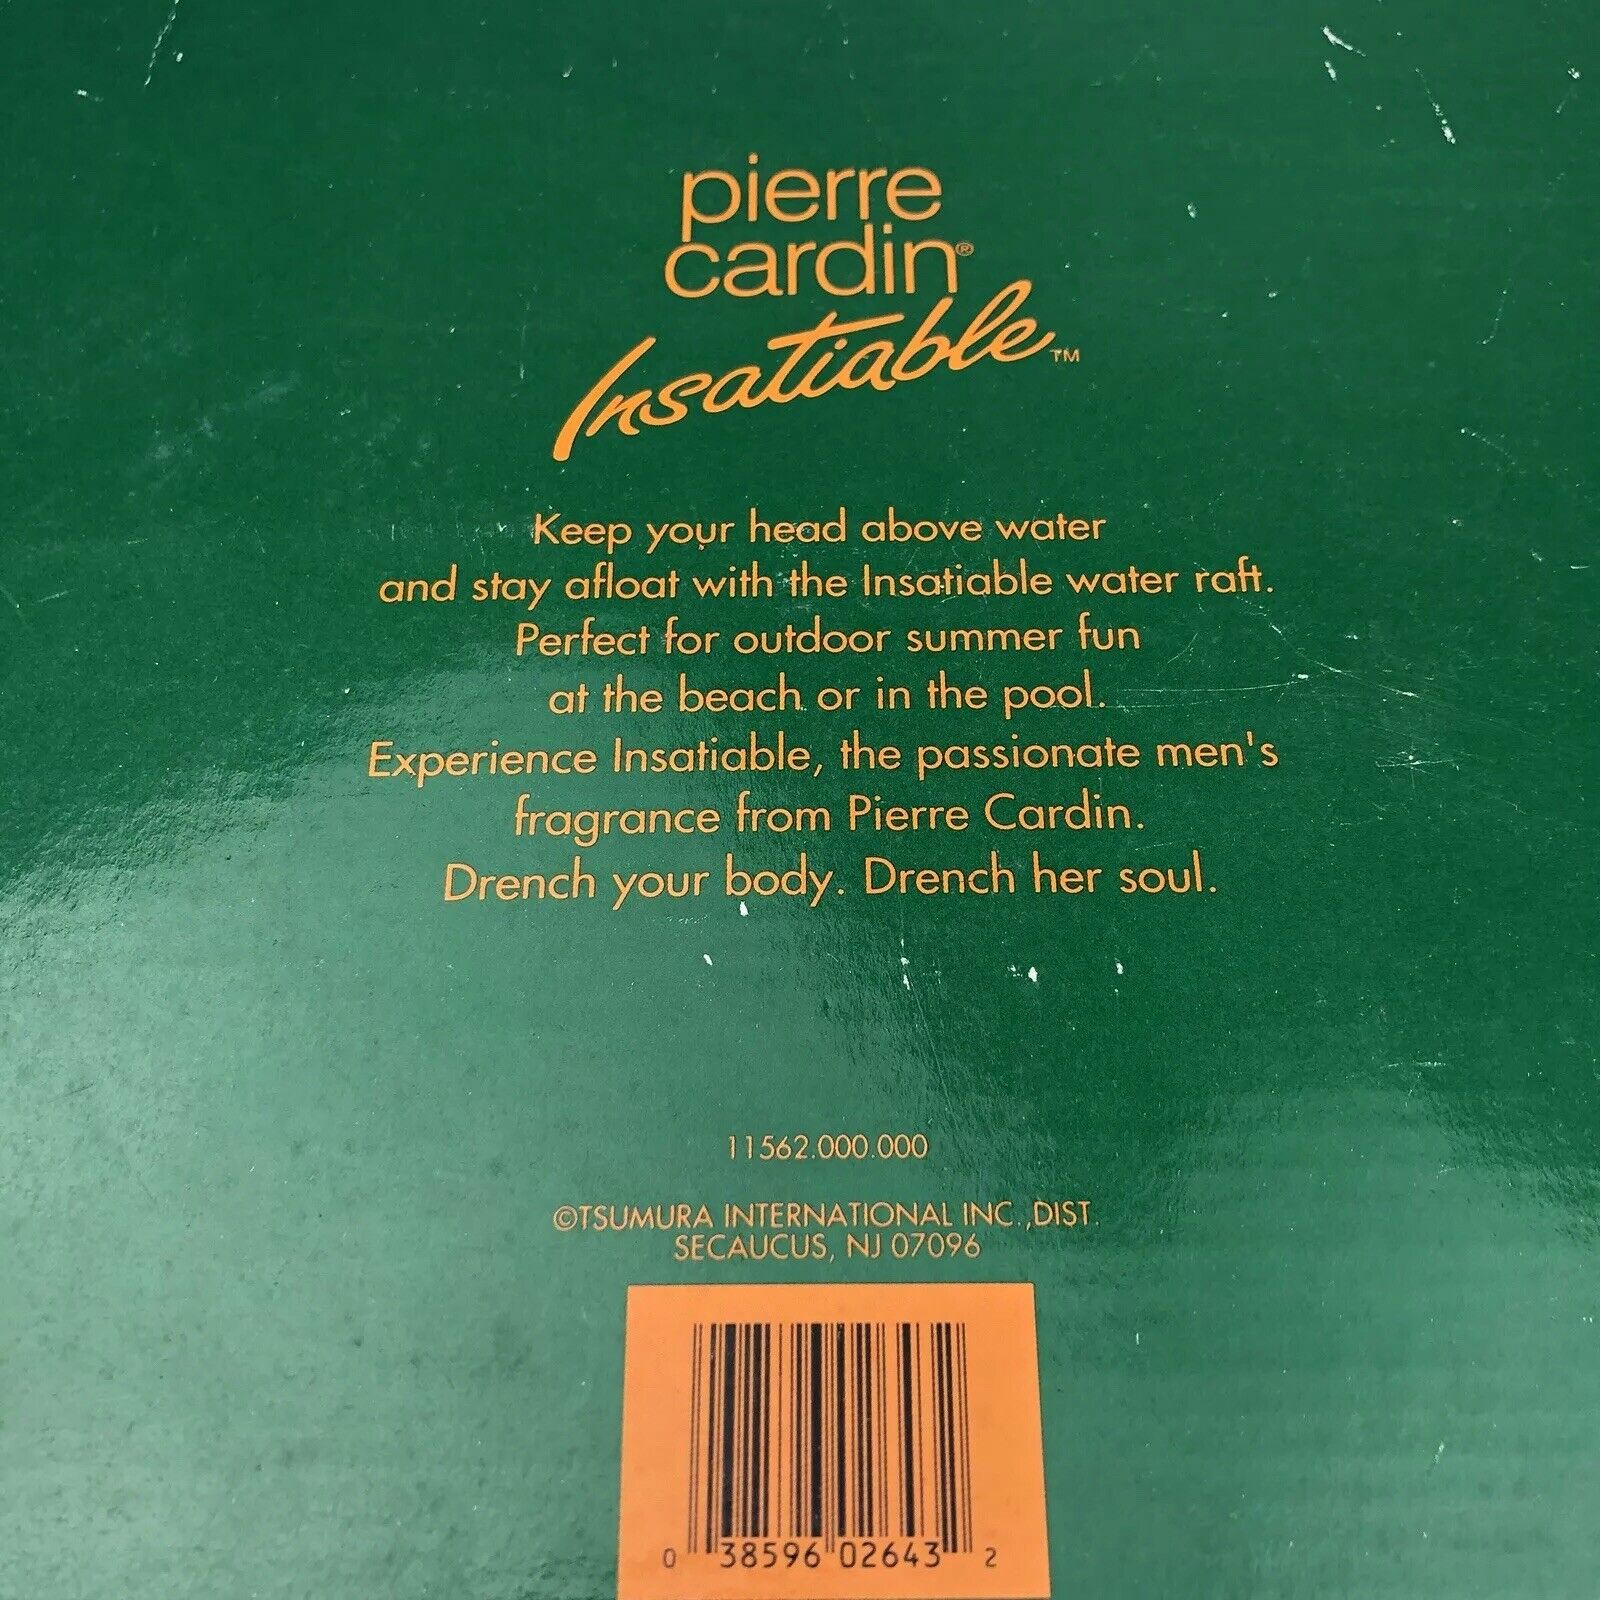 pierre
cardin®
Insatiable™
Keep your head above water
and stay afloat with the Insatiable water raft.
Perfect for outdoor summer fun
at the beach or in the pool.
Experience Insatiable, the passionate men's
fragrance from Pierre Cardin.
Drench your body. Drench her soul.
11562.000.000
©TSUMURA INTERNATIONAL INC.,DIST.
SECAUCUS, NJ 07096
0 38596 02643 2